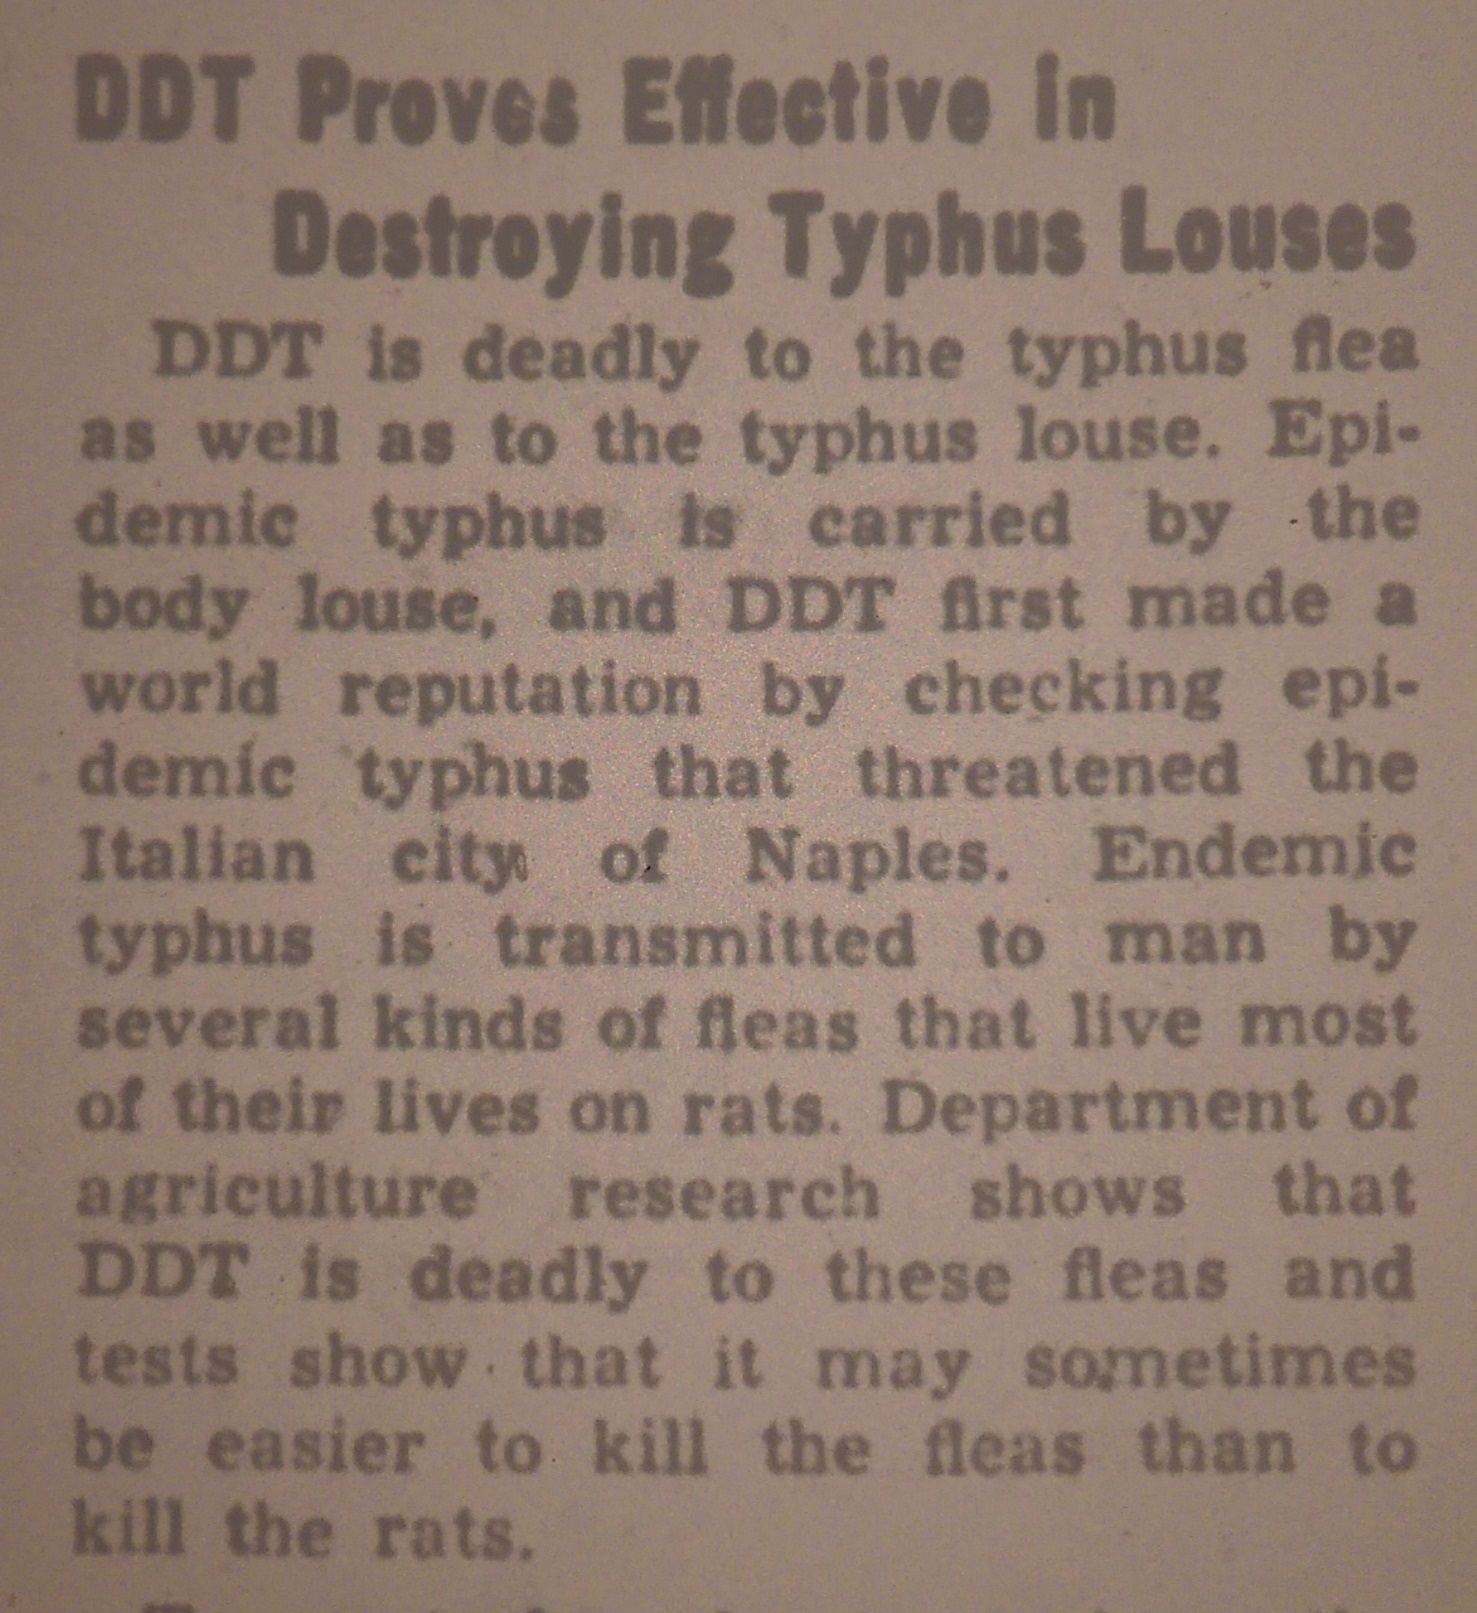 DDT Proves Effective in
Destroying Typhus Louses
DDT is deadly to the typhus flea
as well as to the typhus louse. Epi-
demic typhus is carried by the
body louse, and DDT first made a
world reputation by checking epi-
demic typhus that threatened the
Italian city of Naples. Endemic
typhus is transmitted to man by
several kinds of fleas that live most
of their lives on rats. Department of
agriculture research shows that
DDT is deadly to these fleas and
tests show that it may sometimes
be easier to kill the fleas than to
kill the rats.